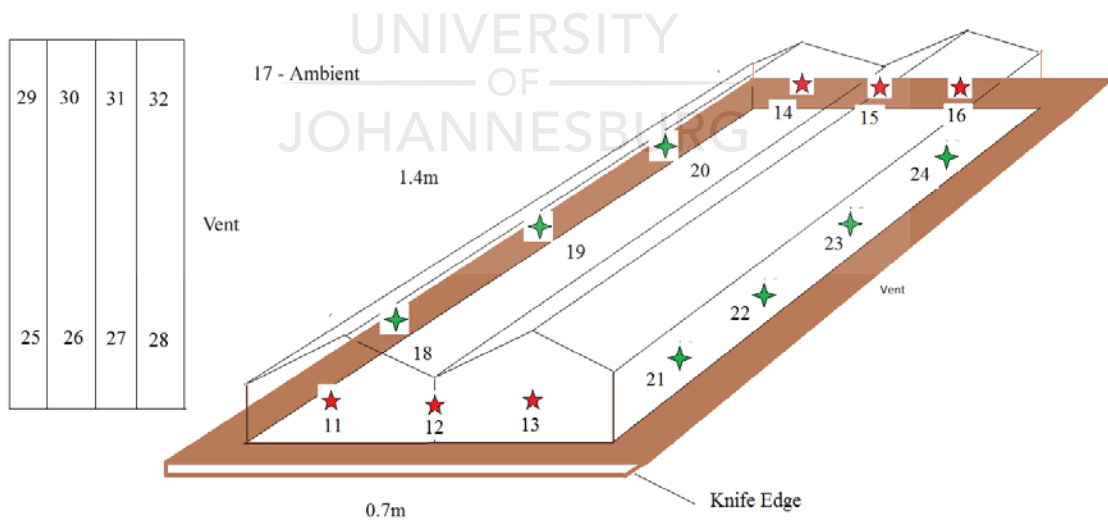 UNIVERSITY
OF
JOHANNESBURG
17 - Ambient
29 30 31 32
25 26 27 28
Vent
1.4m
14 15 16
20
24
19
23
Vent
22
18
21
11 12 13
0.7m
Knife Edge